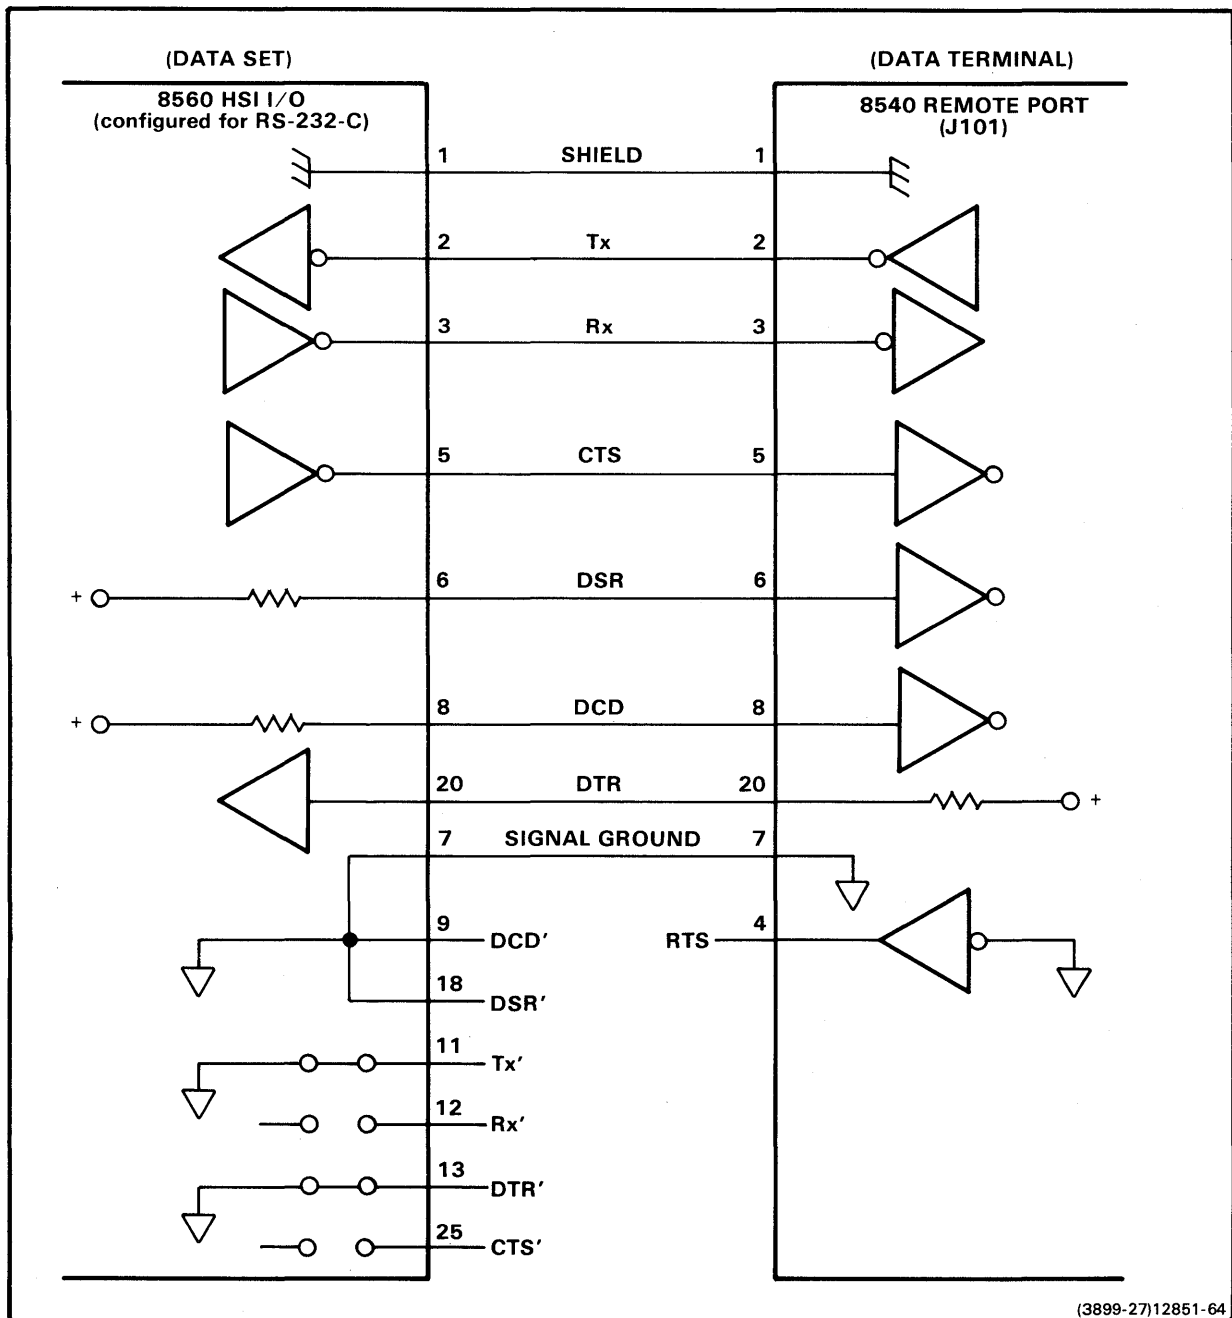 (DATA SET)
(DATA TERMINAL)
8560 HSI I/O
(configured for RS-232-C)
8540 REMOTE PORT
(J101)
1 SHIELD 1
2 Tx 2
3 Rx 3
5 CTS 5
+ 6 DSR 6
+ 8 DCD 8
20 DTR 20 +
7 SIGNAL GROUND 7
9 DCD′
RTS 4
18 DSR′
11 Tx′
12 Rx′
13 DTR′
25 CTS′
(3899-27)12851-64